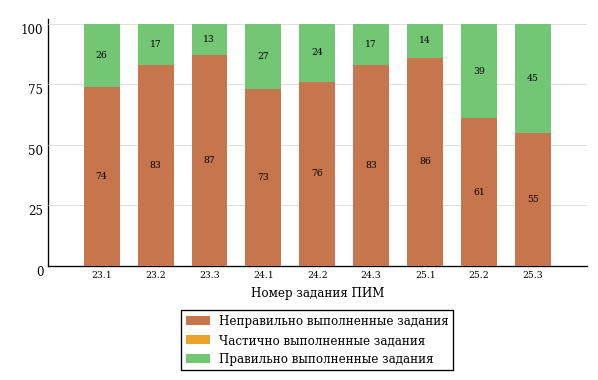 100
75
50
25
0
26 17 13 27 24 17 14 39 45
74 83 87 73 76 83 86 61 55
23.1 23.2 23.3 24.1 24.2 24.3 25.1 25.2 25.3
Номер задания ПИМ
Неправильно выполненные задания
Частично выполненные задания
Правильно выполненные задания